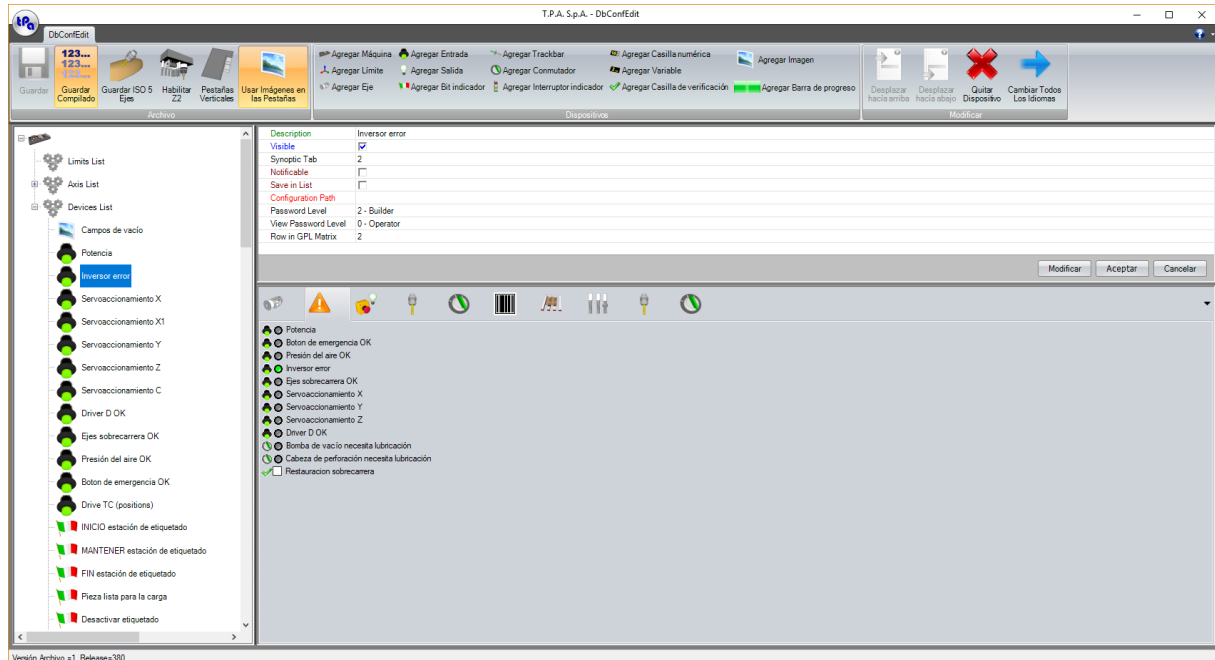 T.P.A. S.p.A. - DbConfEdit
tPa
DbConfEdit
Guardar
123...
123...
123...
Guardar Compilado
Guardar ISO 5 Ejes
Habilitar Z2
Pestañas Verticales
Usar Imágenes en las Pestañas
Archivo
Agregar Máquina
Agregar Límite
Agregar Eje
Agregar Entrada
Agregar Salida
Agregar Bit indicador
Agregar Trackbar
Agregar Conmutador
Agregar Interruptor indicador
Agregar Casilla numérica
Agregar Variable
Agregar Casilla de verificación
Agregar Imagen
Agregar Barra de progreso
Dispositivos
Desplazar hacía arriba
Desplazar hacía abajo
Quitar Dispositivo
Cambiar Todos Los Idiomas
Modificar
Limits List
Axis List
Devices List
Campos de vacío
Potencia
Inversor error
Servoaccionamiento X
Servoaccionamiento X1
Servoaccionamiento Y
Servoaccionamiento Z
Servoaccionamiento C
Driver D OK
Ejes sobrecarrera OK
Presión del aire OK
Boton de emergencia OK
Drive TC (positions)
INICIO estación de etiquetado
MANTENER estación de etiquetado
FIN estación de etiquetado
Pieza lista para la carga
Desactivar etiquetado
Description Inversor error
Visible
Synoptic Tab 2
Notificable
Save in List
Configuration Path
Password Level 2 - Builder
View Password Level 0 - Operator
Row in GPL Matrix 2
Modificar Aceptar Cancelar
Potencia
Boton de emergencia OK
Presión del aire OK
Inversor error
Ejes sobrecarrera OK
Servoaccionamiento X
Servoaccionamiento Y
Servoaccionamiento Z
Driver D OK
Bomba de vacío necesita lubricación
Cabeza de perforación necesita lubricación
Restauracion sobrecarrera
Versión Archivo =1, Release=380